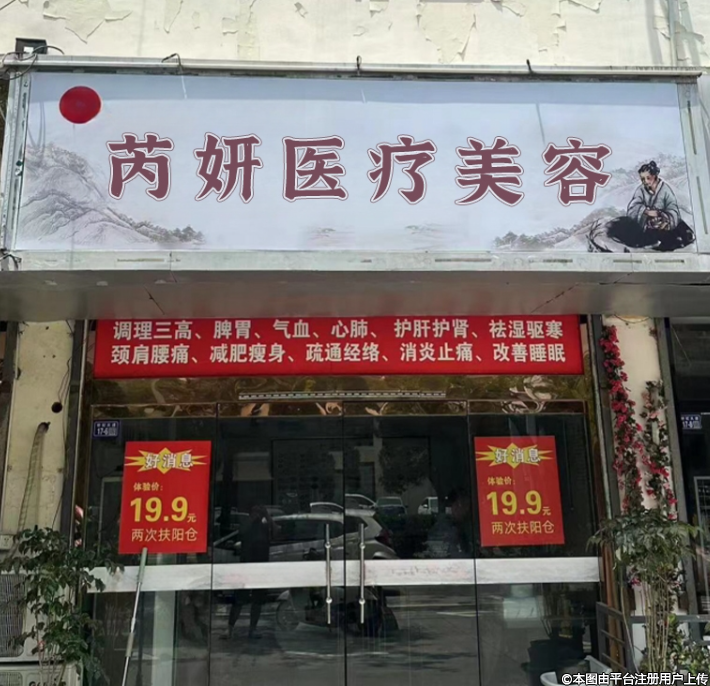 芮妍医疗美容
调理三高、脾胃、气血、心肺、护肝护肾、祛湿驱寒
颈肩腰痛、减肥瘦身、疏通经络、消炎止痛、改善睡眠
17-6
17-6
好消息
体验价:
19.9元
两次扶阳仓
好消息
体验价:
19.9元
两次扶阳仓
©本图由平台注册用户上传